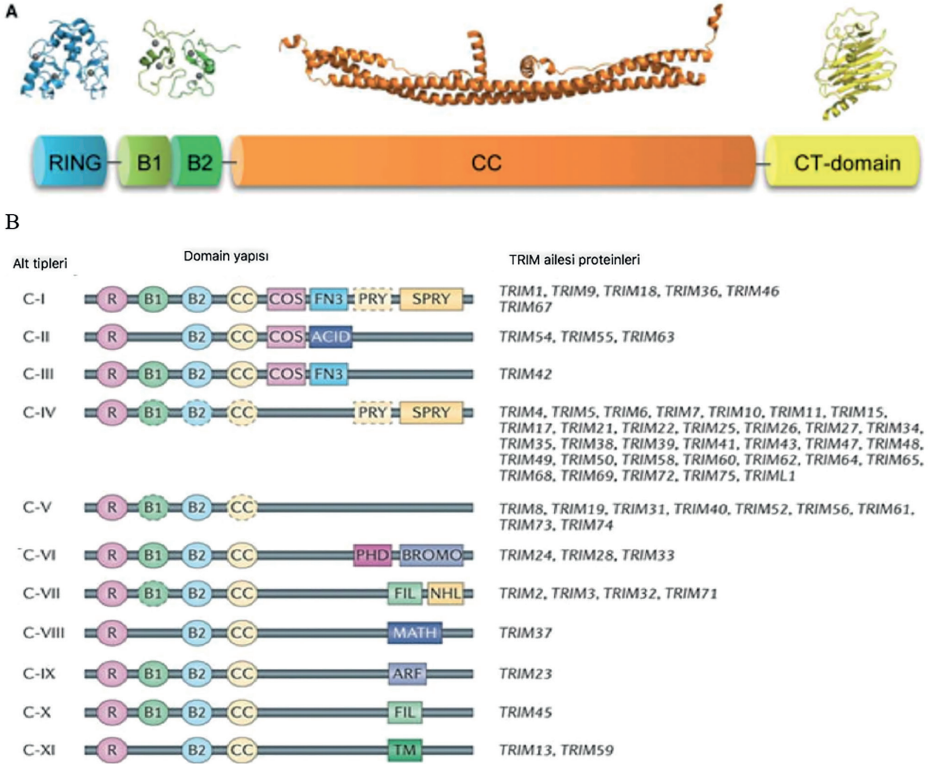 A
RING B1 B2 CC CT-domain
B
Alt tipleri Domain yapısı TRIM ailesi proteinleri
C-I R B1 B2 CC COS FN3 PRY SPRY TRIM1, TRIM9, TRIM18, TRIM36, TRIM46
TRIM67
C-II R B2 CC COS ACID TRIM54, TRIM55, TRIM63
C-III R B1 B2 CC COS FN3 TRIM42
C-IV R B1 B2 CC PRY SPRY TRIM4, TRIM5, TRIM6, TRIM7, TRIM10, TRIM11, TRIM15,
TRIM17, TRIM21, TRIM22, TRIM25, TRIM26, TRIM27, TRIM34,
TRIM35, TRIM38, TRIM39, TRIM41, TRIM43, TRIM47, TRIM48,
TRIM49, TRIM50, TRIM58, TRIM60, TRIM62, TRIM64, TRIM65,
TRIM68, TRIM69, TRIM72, TRIM75, TRIML1
C-V R B1 B2 CC TRIM8, TRIM19, TRIM31, TRIM40, TRIM52, TRIM56, TRIM61,
TRIM73, TRIM74
C-VI R B1 B2 CC PHD BROMO TRIM24, TRIM28, TRIM33
C-VII R B1 B2 CC FIL NHL TRIM2, TRIM3, TRIM32, TRIM71
C-VIII R B2 CC MATH TRIM37
C-IX R B1 B2 CC ARF TRIM23
C-X R B1 B2 CC FIL TRIM45
C-XI R B2 CC TM TRIM13, TRIM59